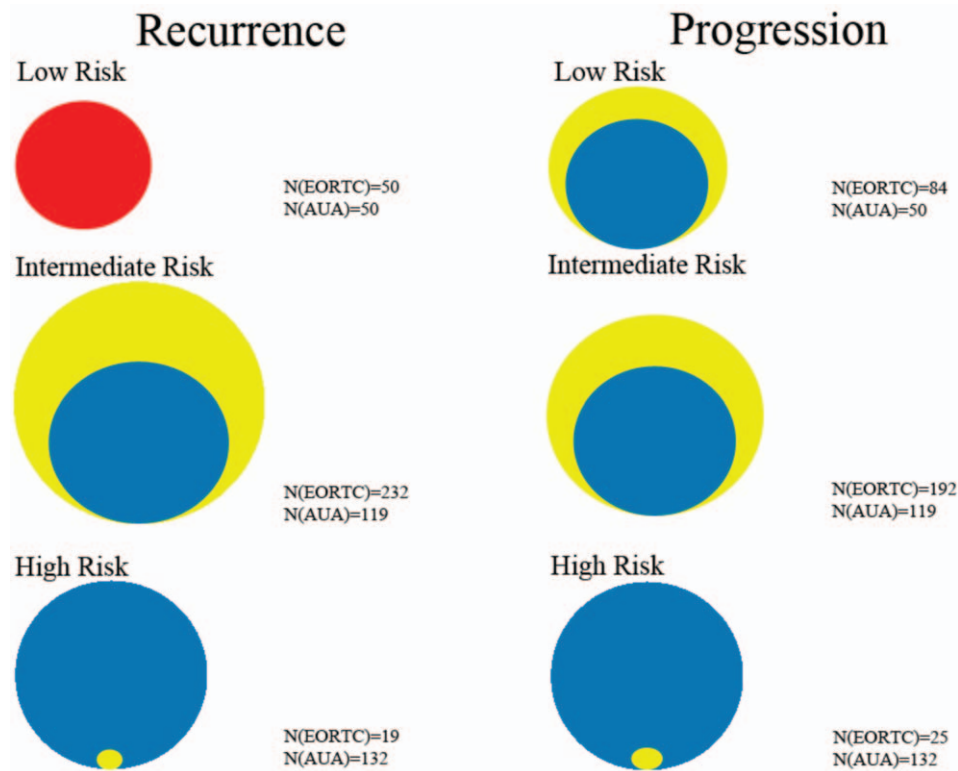 Recurrence
Low Risk
N(EORTC)=50
N(AUA)=50
Intermediate Risk
N(EORTC)=232
N(AUA)=119
High Risk
N(EORTC)=19
N(AUA)=132
Progression
Low Risk
N(EORTC)=84
N(AUA)=50
Intermediate Risk
N(EORTC)=192
N(AUA)=119
High Risk
N(EORTC)=25
N(AUA)=132